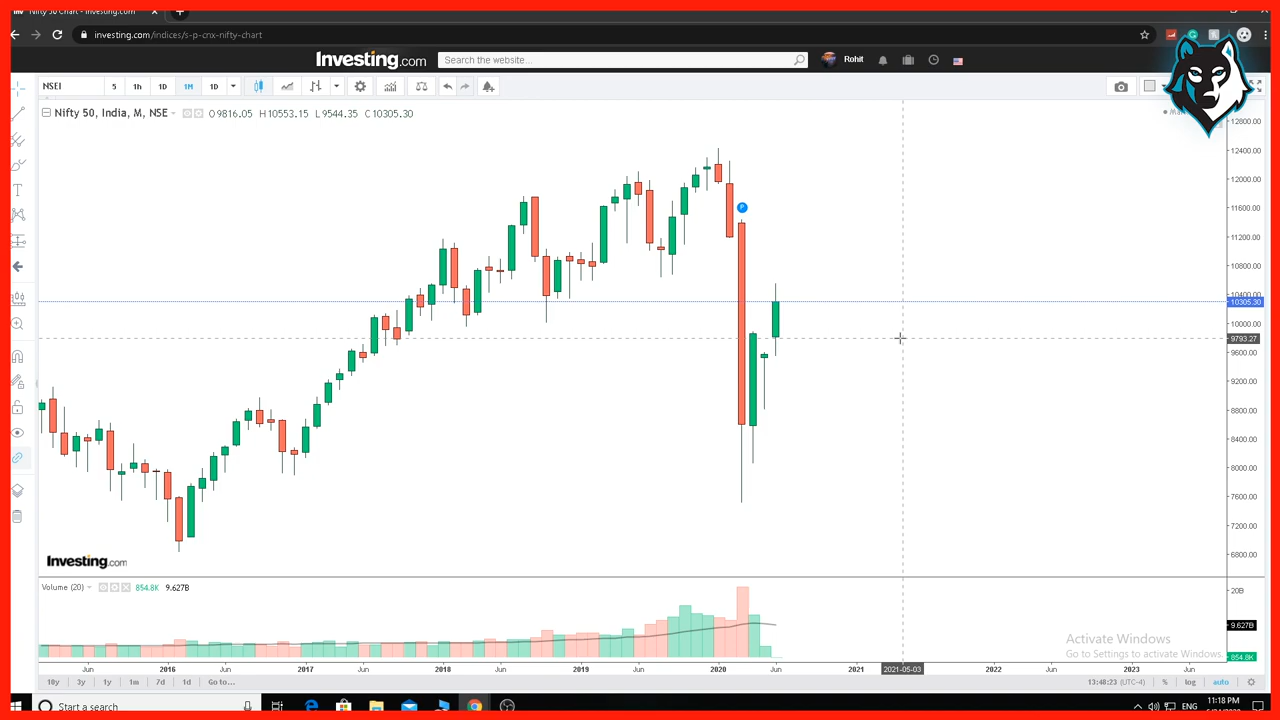 Nifty 50 Chart - Investing.com
investing.com/indices/s-p-cnx-nifty-chart
Investing.com
Search the website...
Rohit
NSEI
5 1h 1D 1M 1D
Nifty 50, India, M, NSE
O9816.05 H10553.15 L9544.35 C10305.30
12800.00
12400.00
12000.00
11600.00
11200.00
10800.00
10400.00
10305.30
10000.00
9793.27
9600.00
9200.00
8800.00
8400.00
8000.00
7600.00
7200.00
6800.00
P
Investing.com
Volume (20) 854.8K 9.627B
20B
9.627B
854.8K
Activate Windows
Go to Settings to activate Windows.
Jun 2016 Jun 2017 Jun 2018 Jun 2019 Jun 2020 Jun 2021 2021-05-03 2022 Jun 2023 Jun
10y 3y 1y 1m 7d 1d Go to...
13:48:23 (UTC-4) % log auto
Start a search
ENG
11:18 PM